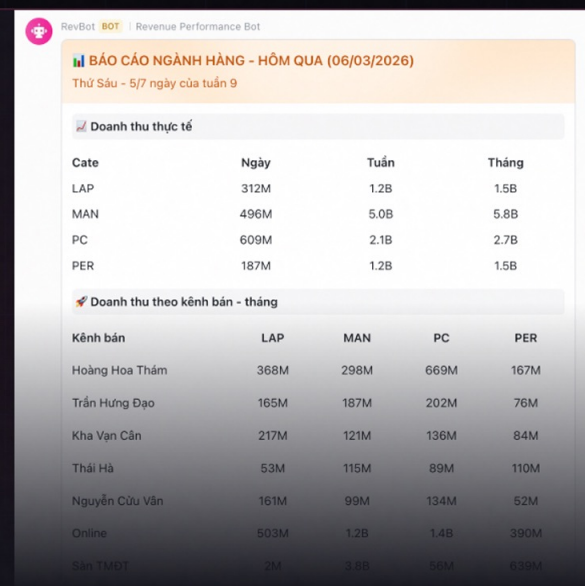 RevBot BOT Revenue Performance Bot
📊 BÁO CÁO NGÀNH HÀNG - HÔM QUA (06/03/2026)
Thứ Sáu - 5/7 ngày của tuần 9
📈 Doanh thu thực tế
Cate Ngày Tuần Tháng
LAP 312M 1.2B 1.5B
MAN 496M 5.0B 5.8B
PC 609M 2.1B 2.7B
PER 187M 1.2B 1.5B
🚀 Doanh thu theo kênh bán - tháng
Kênh bán LAP MAN PC PER
Hoàng Hoa Thám 368M 298M 669M 167M
Trần Hưng Đạo 165M 187M 202M 76M
Kha Vạn Cân 217M 121M 136M 84M
Thái Hà 53M 115M 89M 110M
Nguyễn Cửu Vân 161M 99M 134M 52M
Online 503M 1.2B 1.4B 390M
Sàn TMĐT 2M 3.8B 56M 639M